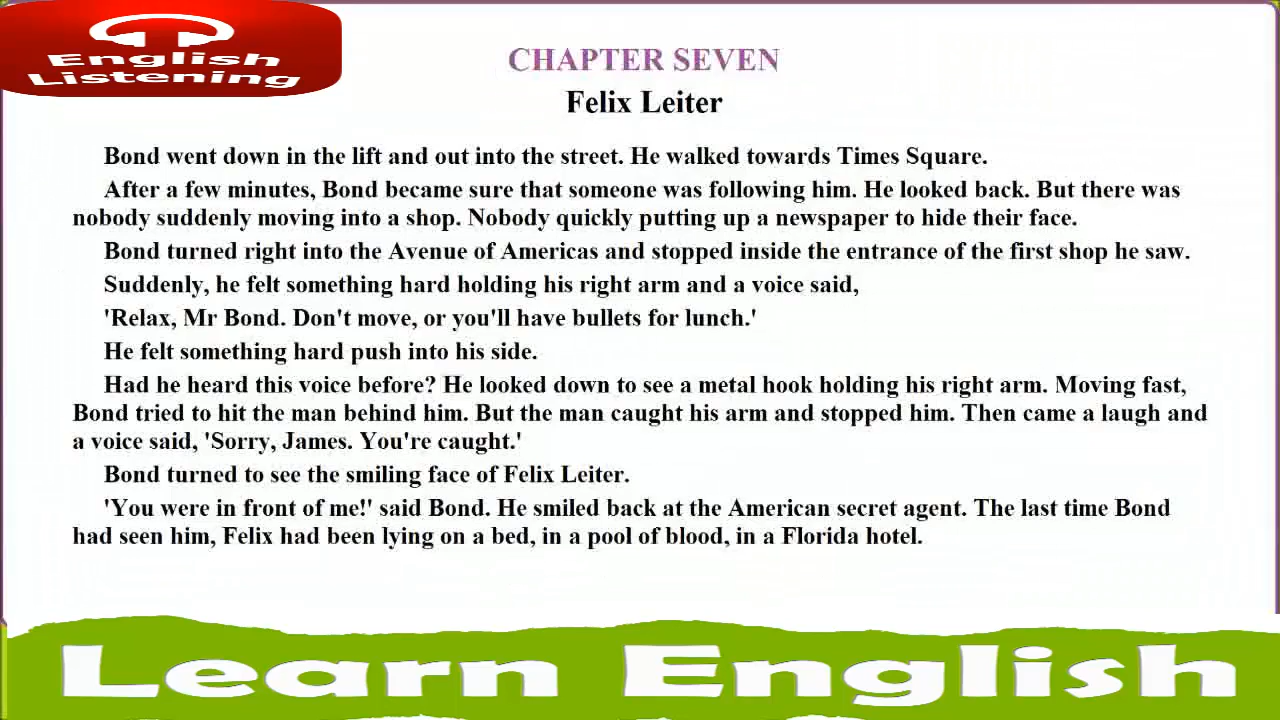 English
Listening
CHAPTER SEVEN
Felix Leiter
Bond went down in the lift and out into the street. He walked towards Times Square.
After a few minutes, Bond became sure that someone was following him. He looked back. But there was
nobody suddenly moving into a shop. Nobody quickly putting up a newspaper to hide their face.
Bond turned right into the Avenue of Americas and stopped inside the entrance of the first shop he saw.
Suddenly, he felt something hard holding his right arm and a voice said,
'Relax, Mr Bond. Don't move, or you'll have bullets for lunch.'
He felt something hard push into his side.
Had he heard this voice before? He looked down to see a metal hook holding his right arm. Moving fast,
Bond tried to hit the man behind him. But the man caught his arm and stopped him. Then came a laugh and
a voice said, 'Sorry, James. You're caught.'
Bond turned to see the smiling face of Felix Leiter.
'You were in front of me!' said Bond. He smiled back at the American secret agent. The last time Bond
had seen him, Felix had been lying on a bed, in a pool of blood, in a Florida hotel.
Learn English